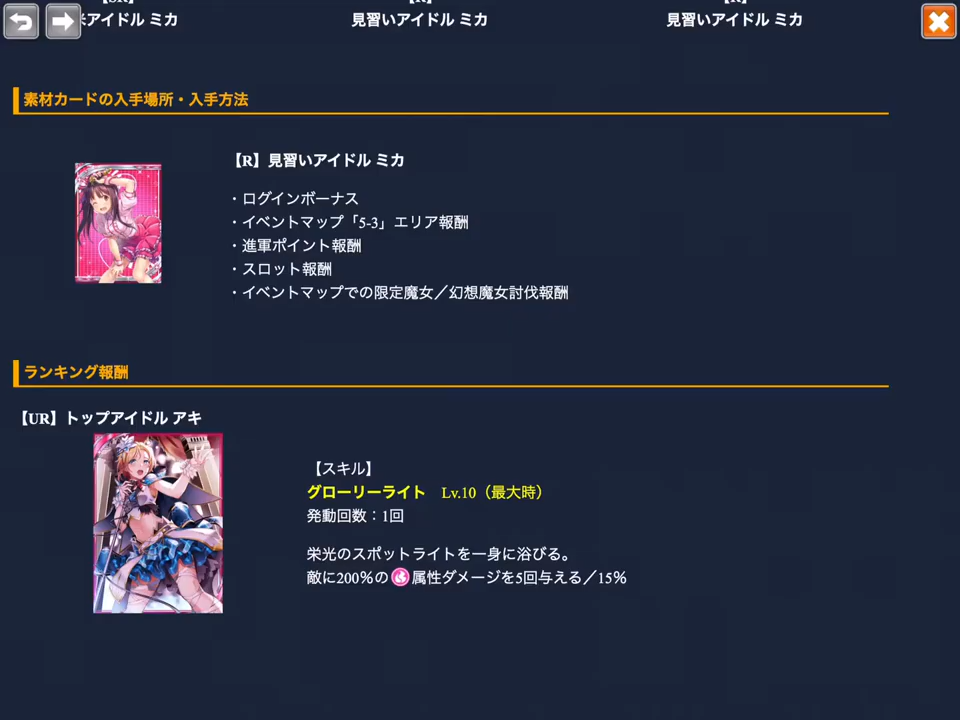 アイドル ミカ
見習いアイドル ミカ
見習いアイドル ミカ
素材カードの入手場所・入手方法
【R】見習いアイドル ミカ
・ログインボーナス
・イベントマップ「5-3」エリア報酬
・進軍ポイント報酬
・スロット報酬
・イベントマップでの限定魔女／幻想魔女討伐報酬
ランキング報酬
【UR】トップアイドル アキ
【スキル】
グローリーライト Lv.10（最大時）
発動回数：1回
栄光のスポットライトを一身に浴びる。
敵に200%の属性ダメージを5回与える／15%